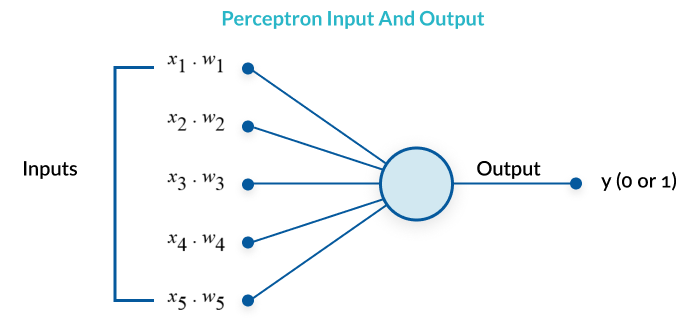 Perceptron Input And Output
x1 . w1
x2 . w2
Inputs
x3 . w3
Output
y (0 or 1)
x4 . w4
x5 . w5